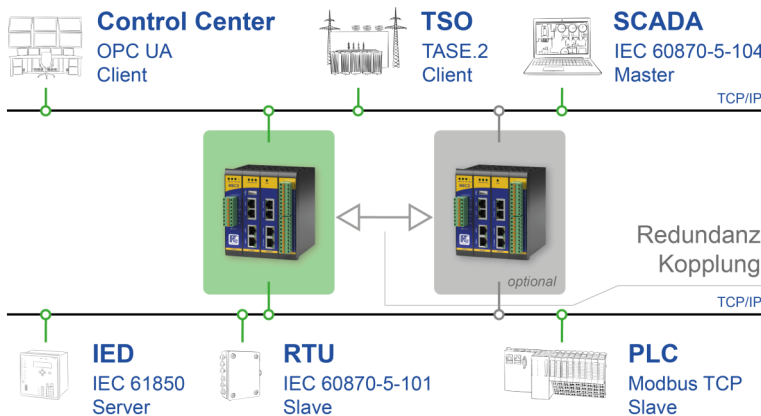 Control Center
OPC UA
Client
TSO
TASE.2
Client
SCADA
IEC 60870-5-104
Master
TCP/IP
optional
Redundanz
Kopplung
TCP/IP
IED
IEC 61850
Server
RTU
IEC 60870-5-101
Slave
PLC
Modbus TCP
Slave